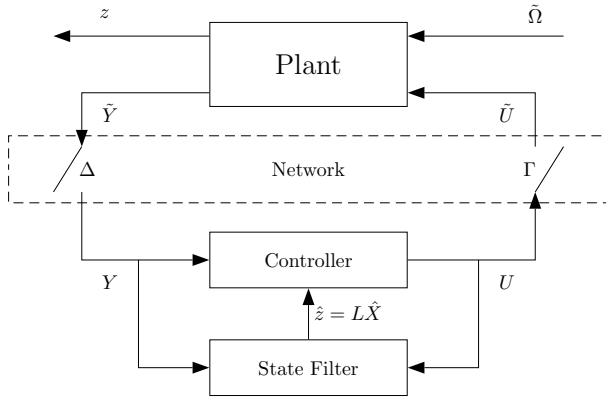 z
Ω̃
Plant
Ỹ
Ũ
Δ
Network
Γ
Controller
Y
U
ẑ = LX̂
State Filter